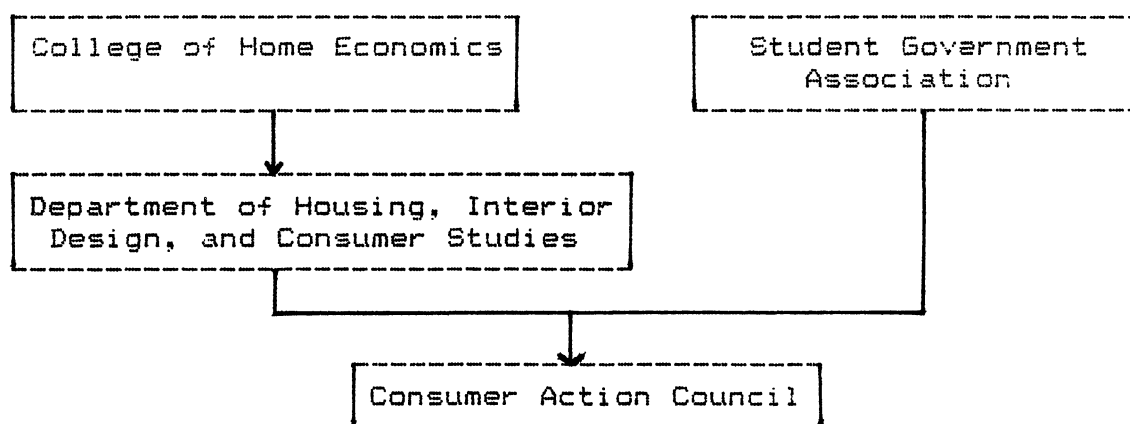 College of Home Economics
Student Government
Association
Department of Housing, Interior
Design, and Consumer Studies
Consumer Action Council